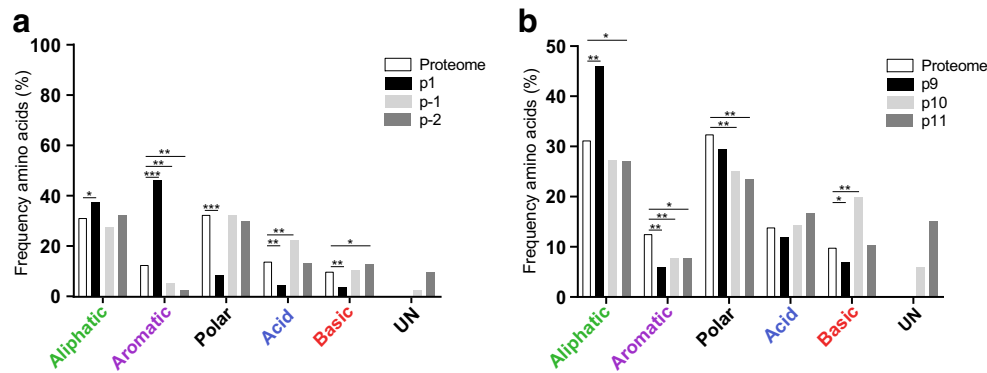 a
Frequency amino acids (%)
100
80
60
40
20
0
Proteome
p1
p-1
p-2
*
**
**
***
***
**
**
*
**
Aliphatic
Aromatic
Polar
Acid
Basic
UN
b
Frequency amino acids (%)
50
40
30
20
10
0
Proteome
p9
p10
p11
*
**
*
**
**
**
**
**
*
Aliphatic
Aromatic
Polar
Acid
Basic
UN